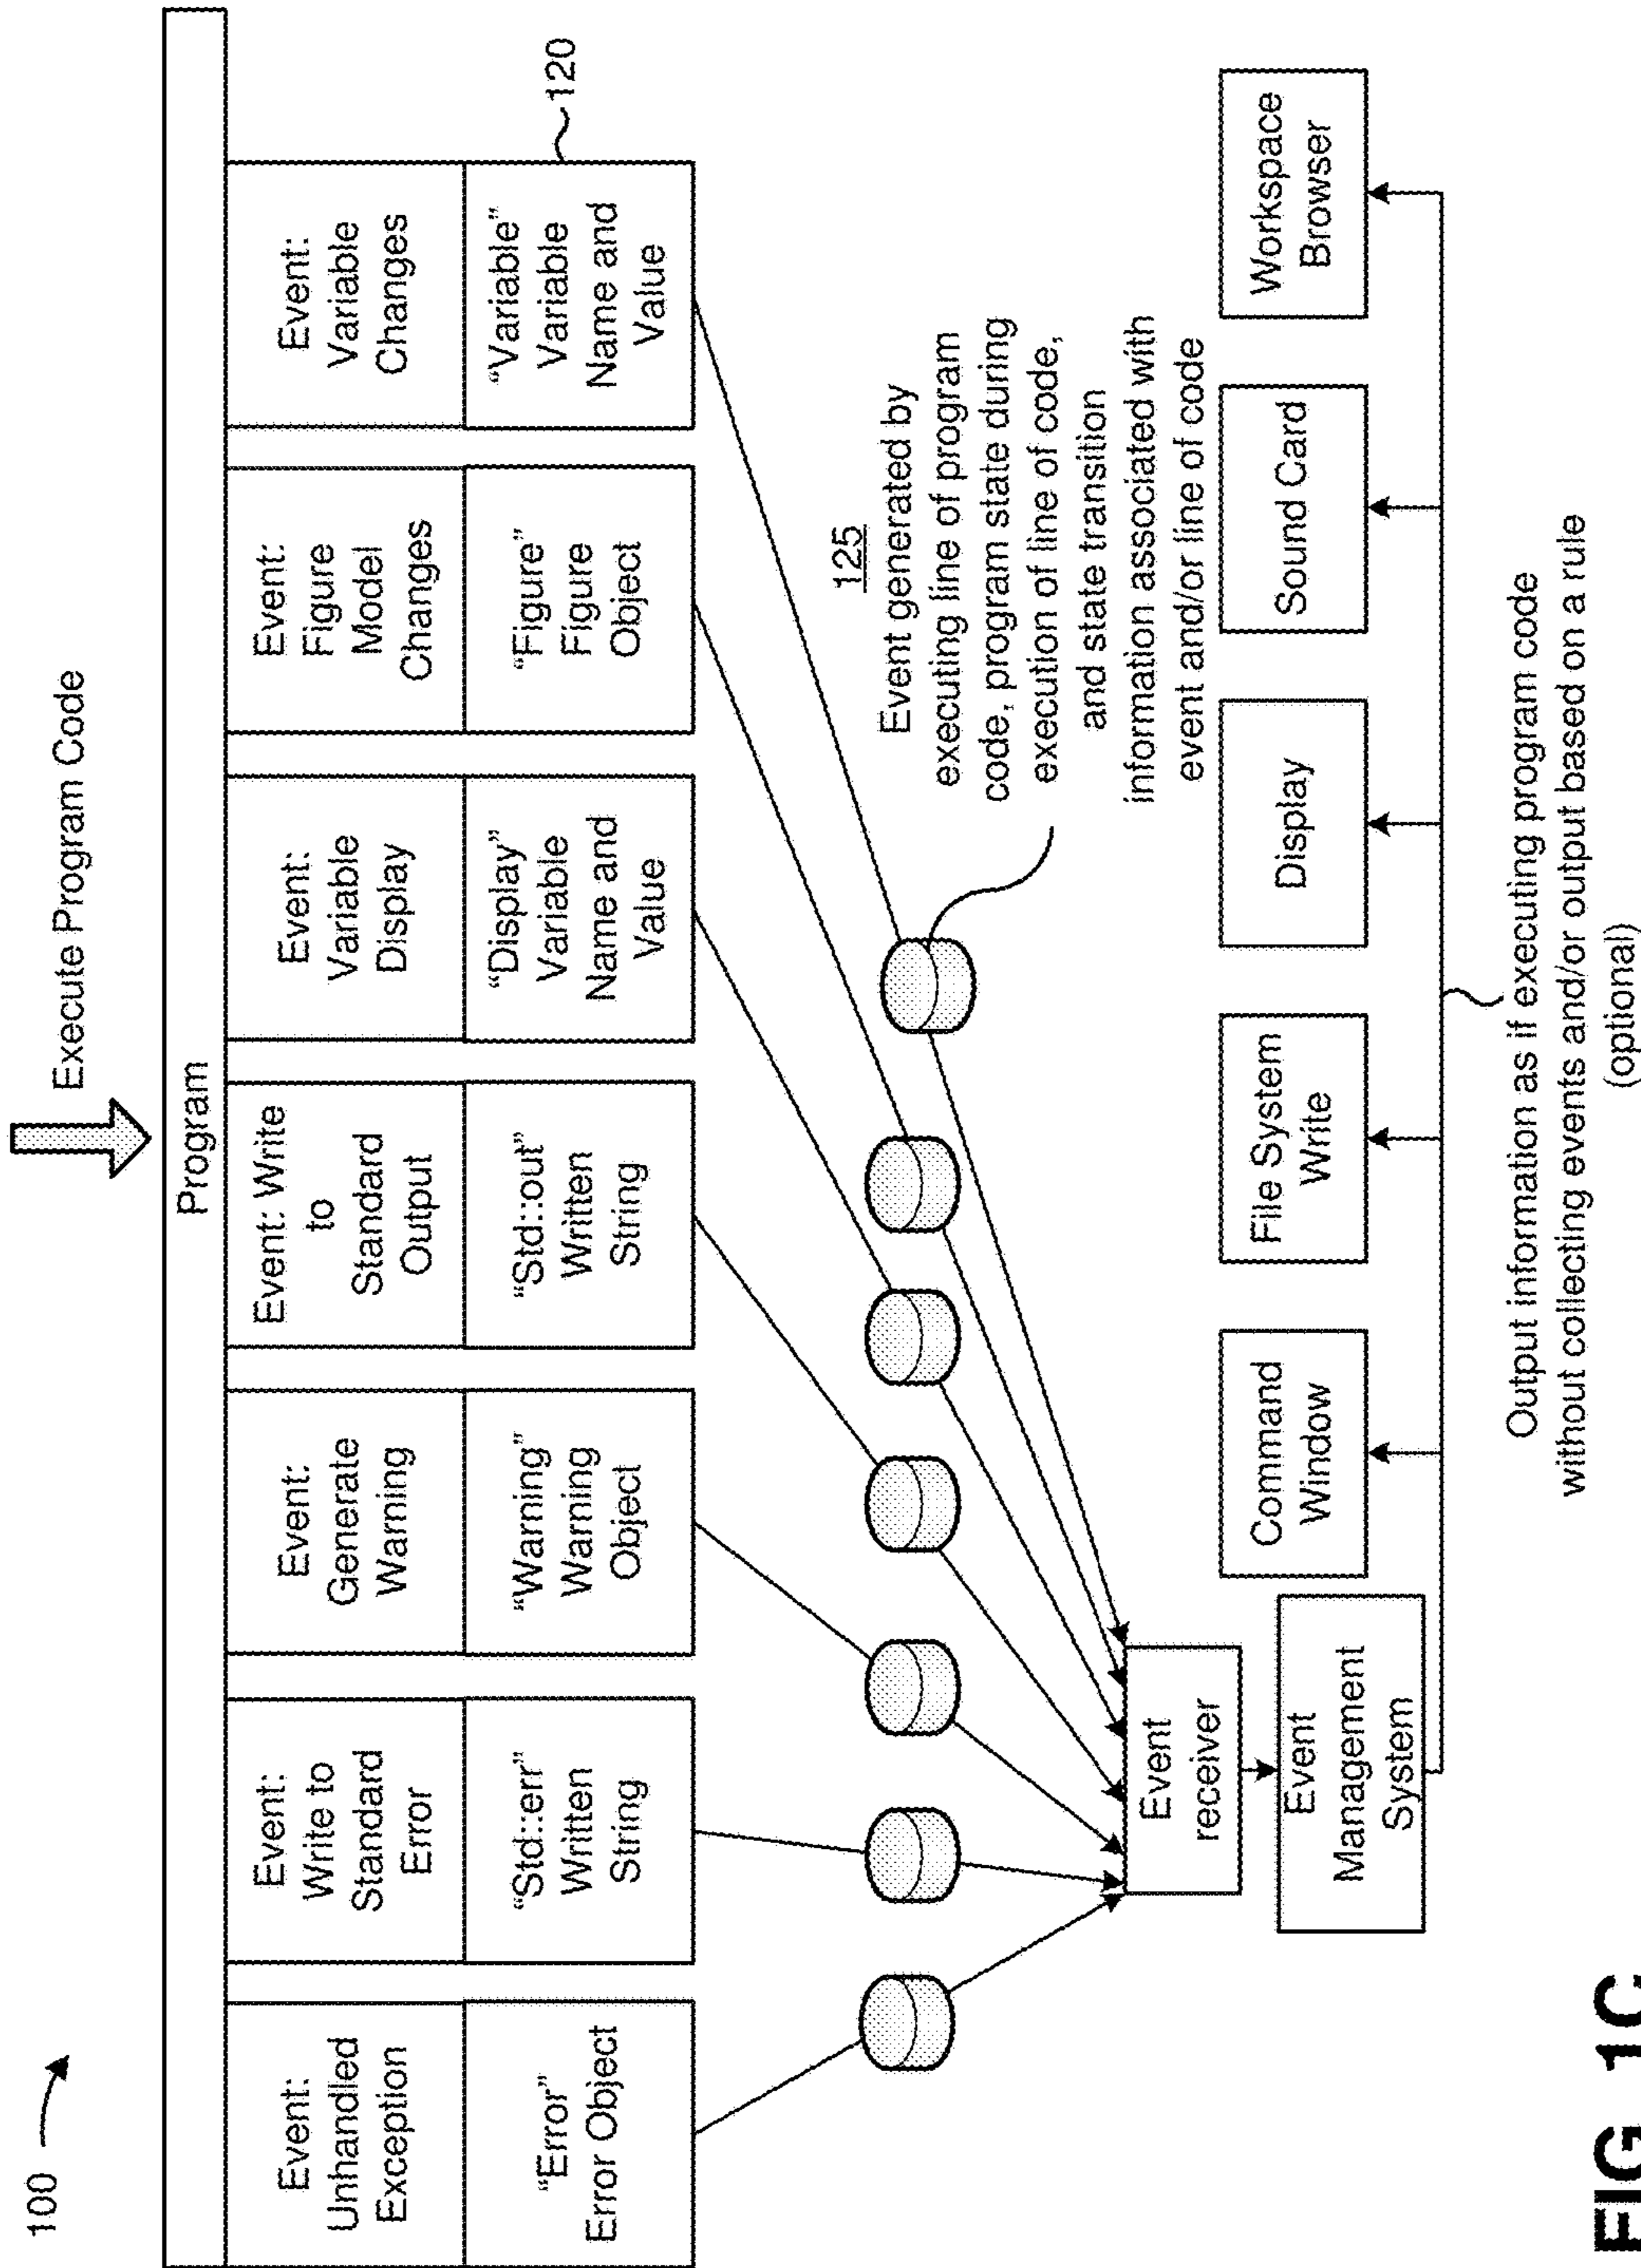 100
Execute Program Code
Program
Event:
Unhandled
Exception
"Error"
Error Object
Event:
Write to
Standard
Error
"Std::err"
Written
String
Event:
Generate
Warning
"Warning"
Warning
Object
Event: Write
to
Standard
Output
"Std::out"
Written
String
Event:
Variable
Display
"Display"
Variable
Name and
Value
Event:
Figure
Model
Changes
"Figure"
Figure
Object
Event:
Variable
Changes
"Variable"
Variable
Name and
Value
120
125
Event generated by
executing line of program
code, program state during
execution of line of code,
and state transition
information associated with
event and/or line of code
Event
receiver
Event
Management
System
Command
Window
File System
Write
Display
Sound Card
Workspace
Browser
Output information as if executing program code
without collecting events and/or output based on a rule
(optional)
FIG. 1C